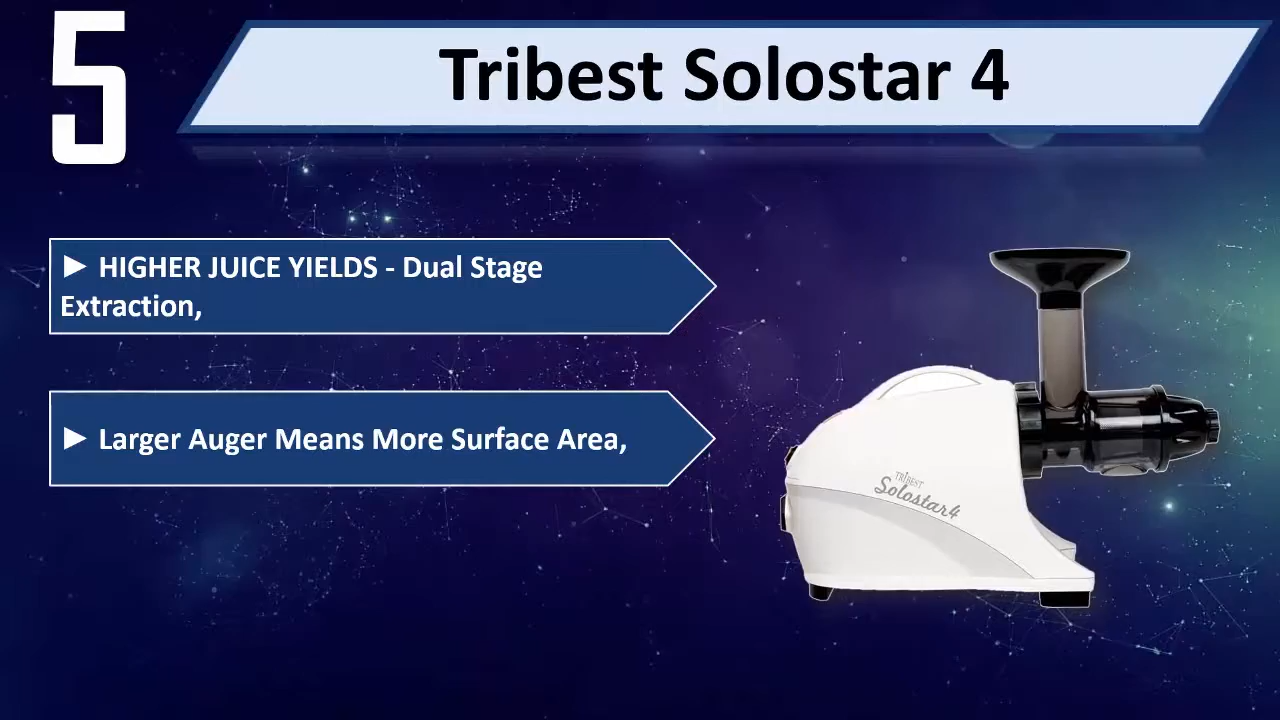 5
Tribest Solostar 4
► HIGHER JUICE YIELDS - Dual Stage
Extraction,
► Larger Auger Means More Surface Area,
TRIBEST
Solostar4